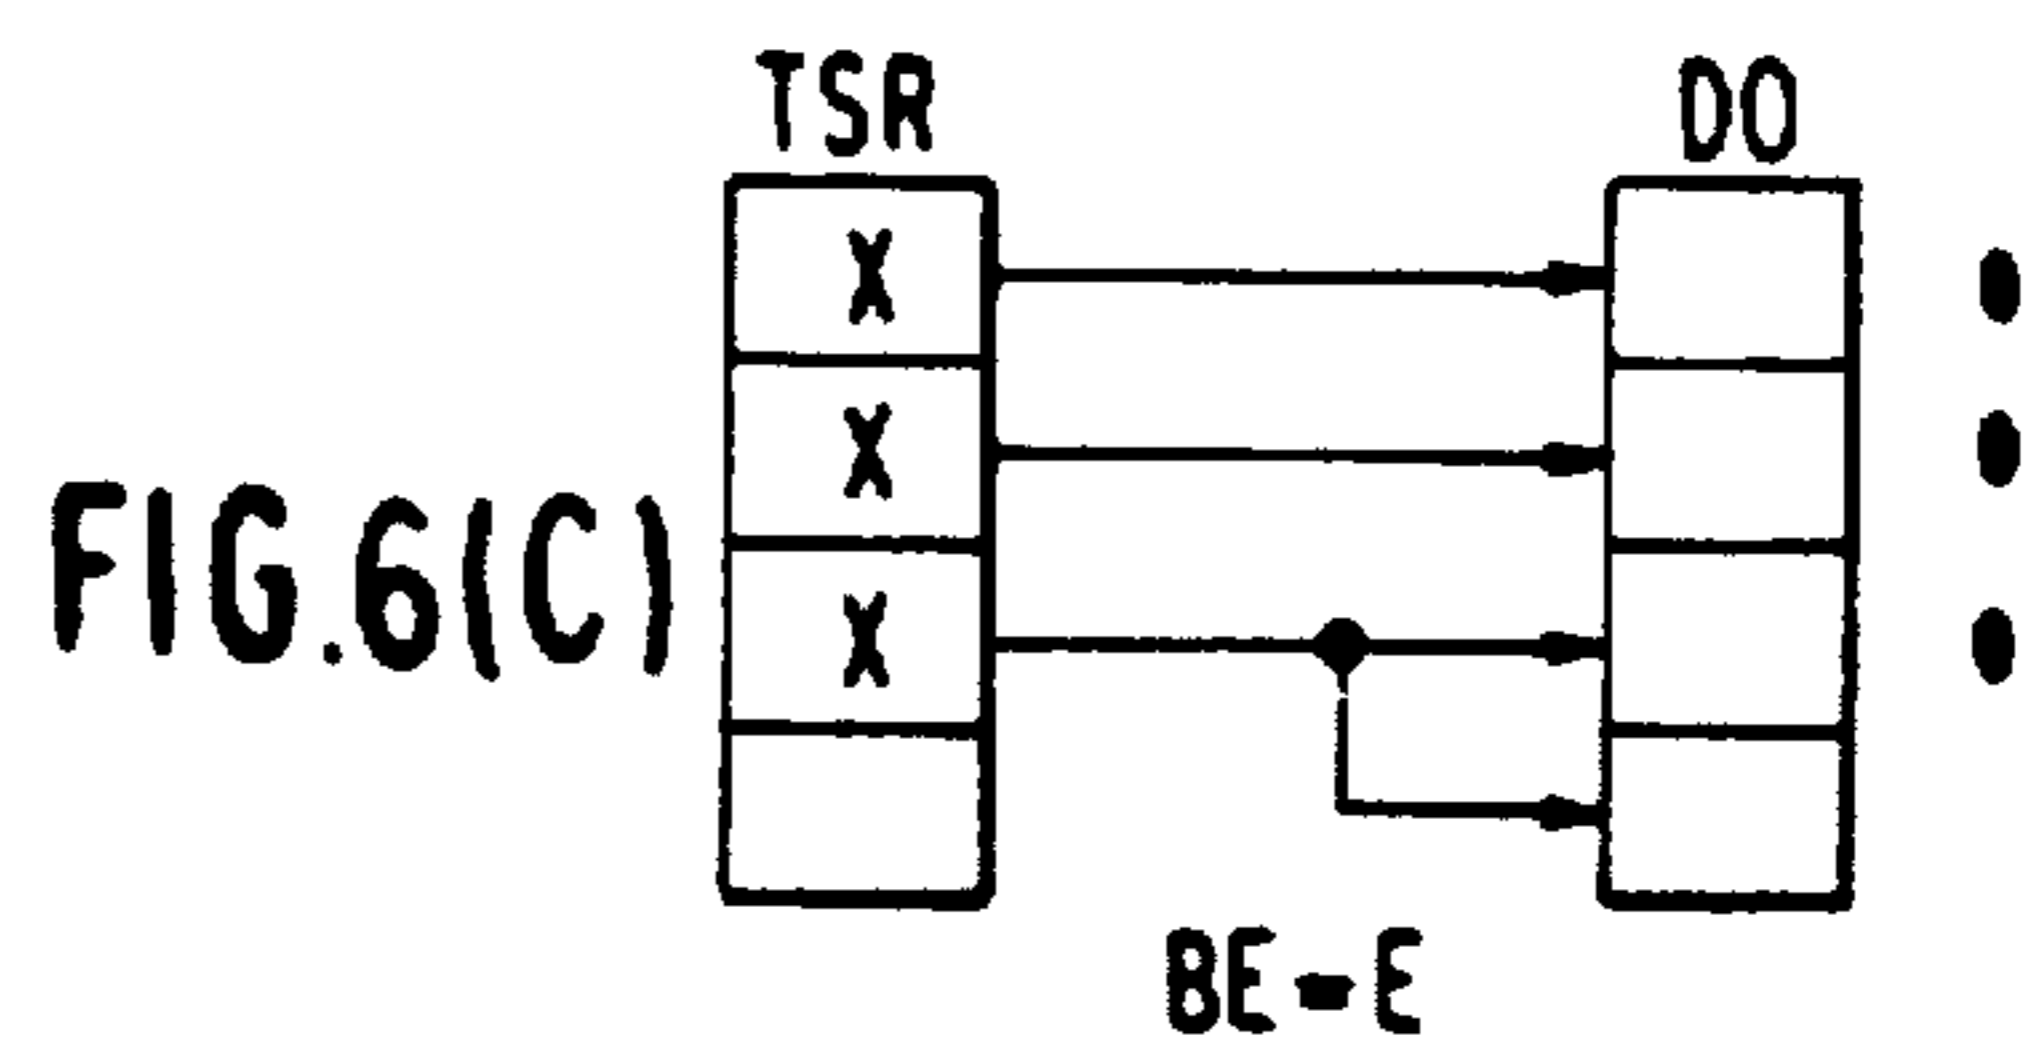 TSR DO
X
X
FIG.6(C)
X
BE-E